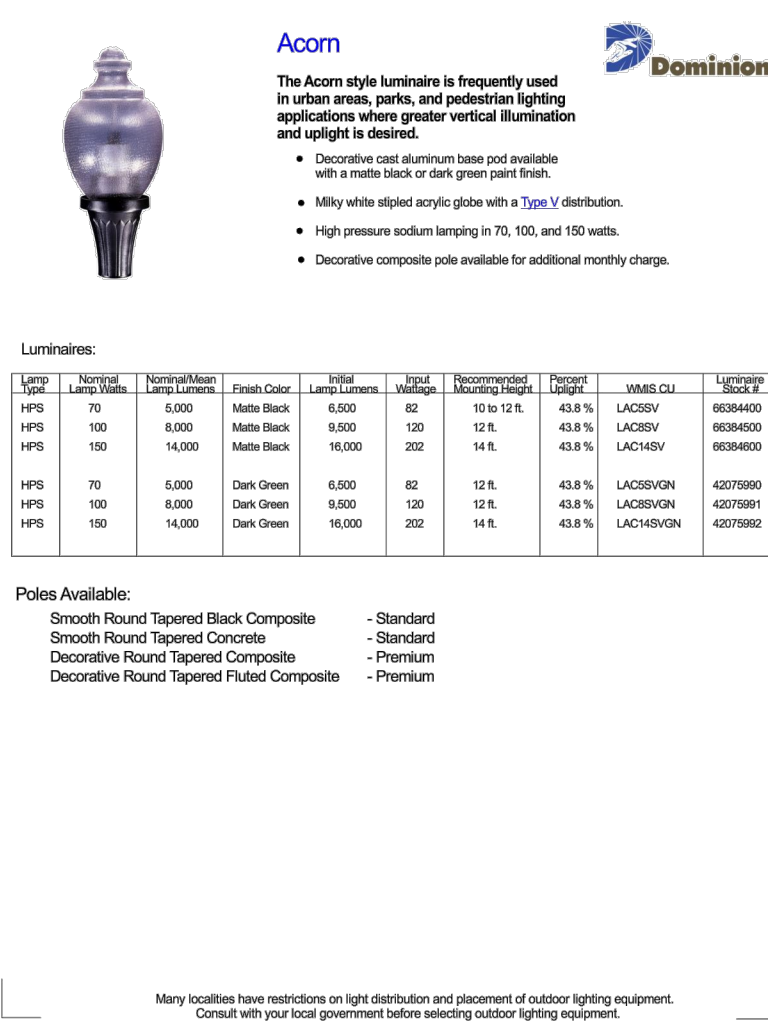 Acorn
Dominion
The Acorn style luminaire is frequently used
in urban areas, parks, and pedestrian lighting
applications where greater vertical illumination
and uplight is desired.
● Decorative cast aluminum base pod available
with a matte black or dark green paint finish.
● Milky white stipled acrylic globe with a Type V distribution.
● High pressure sodium lamping in 70, 100, and 150 watts.
● Decorative composite pole available for additional monthly charge.
Luminaires:
Lamp Nominal Nominal/Mean Initial Input Recommended Percent Luminaire
Type Lamp Watts Lamp Lumens Finish Color Lamp Lumens Wattage Mounting Height Uplight WMIS CU Stock #
HPS 70 5,000 Matte Black 6,500 82 10 to 12 ft. 43.8 % LAC5SV 66384400
HPS 100 8,000 Matte Black 9,500 120 12 ft. 43.8 % LAC8SV 66384500
HPS 150 14,000 Matte Black 16,000 202 14 ft. 43.8 % LAC14SV 66384600
HPS 70 5,000 Dark Green 6,500 82 12 ft. 43.8 % LAC5SVGN 42075990
HPS 100 8,000 Dark Green 9,500 120 12 ft. 43.8 % LAC8SVGN 42075991
HPS 150 14,000 Dark Green 16,000 202 14 ft. 43.8 % LAC14SVGN 42075992
Poles Available:
Smooth Round Tapered Black Composite - Standard
Smooth Round Tapered Concrete - Standard
Decorative Round Tapered Composite - Premium
Decorative Round Tapered Fluted Composite - Premium
Many localities have restrictions on light distribution and placement of outdoor lighting equipment.
Consult with your local government before selecting outdoor lighting equipment.